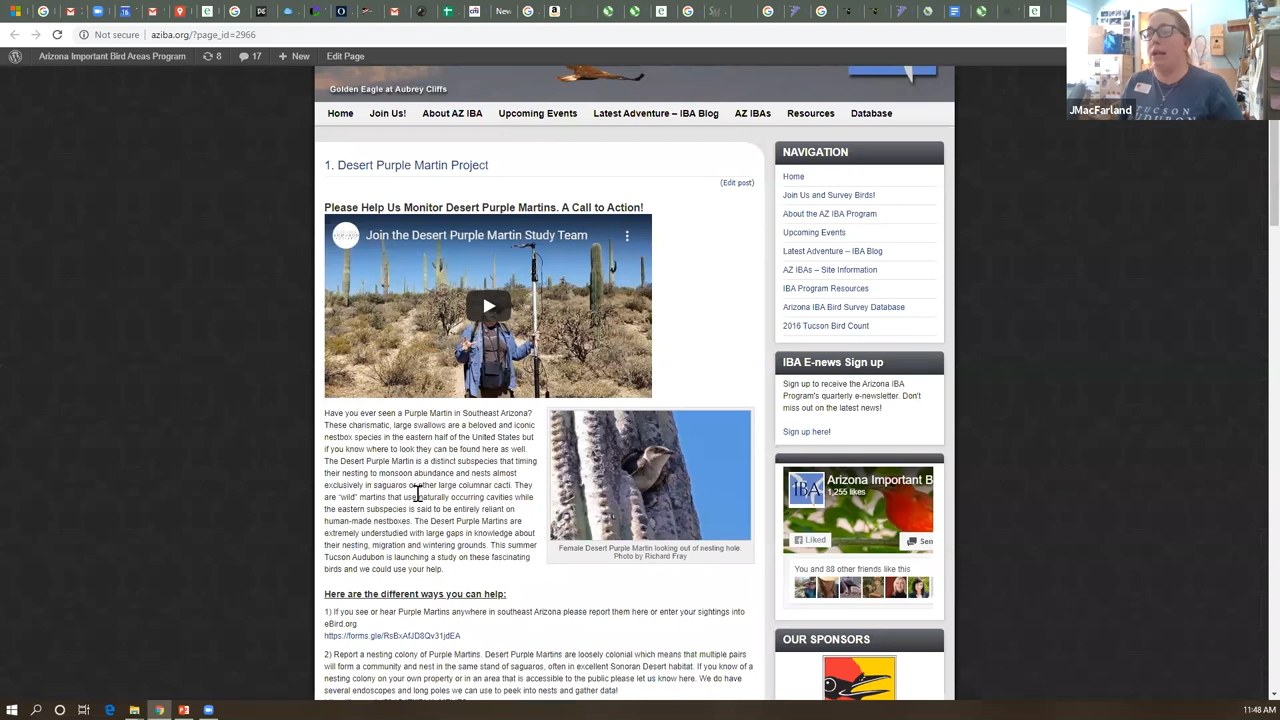 Not secure | aziba.org/?page_id=2966
Arizona Important Bird Areas Program 8 17 + New Edit Page
JMacFarland
TUCSON
Golden Eagle at Aubrey Cliffs
Home Join Us! About AZ IBA Upcoming Events Latest Adventure – IBA Blog AZ IBAs Resources Database
1. Desert Purple Martin Project
(Edit post)
Please Help Us Monitor Desert Purple Martins. A Call to Action!
Join the Desert Purple Martin Study Team
Have you ever seen a Purple Martin in Southeast Arizona?
These charismatic, large swallows are a beloved and iconic
nestbox species in the eastern half of the United States but
if you know where to look they can be found here as well.
The Desert Purple Martin is a distinct subspecies that timing
their nesting to monsoon abundance and nests almost
exclusively in saguaros or other large columnar cacti. They
are “wild” martins that use naturally occurring cavities while
the eastern subspecies is said to be entirely reliant on
human-made nestboxes. The Desert Purple Martins are
extremely understudied with large gaps in knowledge about
their nesting, migration and wintering grounds. This summer
Tucson Audubon is launching a study on these fascinating
birds and we could use your help.
Female Desert Purple Martin looking out of nesting hole
Photo by Richard Fray
Here are the different ways you can help:
1) If you see or hear Purple Martins anywhere in southeast Arizona please report them here or enter your sightings into
eBird.org
https://forms.gle/RsBxAfJD8Qv31jdEA
2) Report a nesting colony of Purple Martins. Desert Purple Martins are loosely colonial which means that multiple pairs
will form a community and nest in the same stand of saguaros, often in excellent Sonoran Desert habitat. If you know of
nesting colony on your own property or in an area that is accessible to the public please let us know here. We do have
several endoscopes and long poles we can use to peek into nests and gather data!
NAVIGATION
Home
Join Us and Survey Birds!
About the AZ IBA Program
Upcoming Events
Latest Adventure – IBA Blog
AZ IBAs – Site Information
IBA Program Resources
Arizona IBA Bird Survey Database
2016 Tucson Bird Count
IBA E-news Sign up
Sign up to receive the Arizona IBA
Program's quarterly e-newsletter. Don't
miss out on the latest news!
Sign up here!
IBA
Arizona Important B
1,255 likes
Liked
Sen
You and 88 other friends like this
OUR SPONSORS
11:48 AM